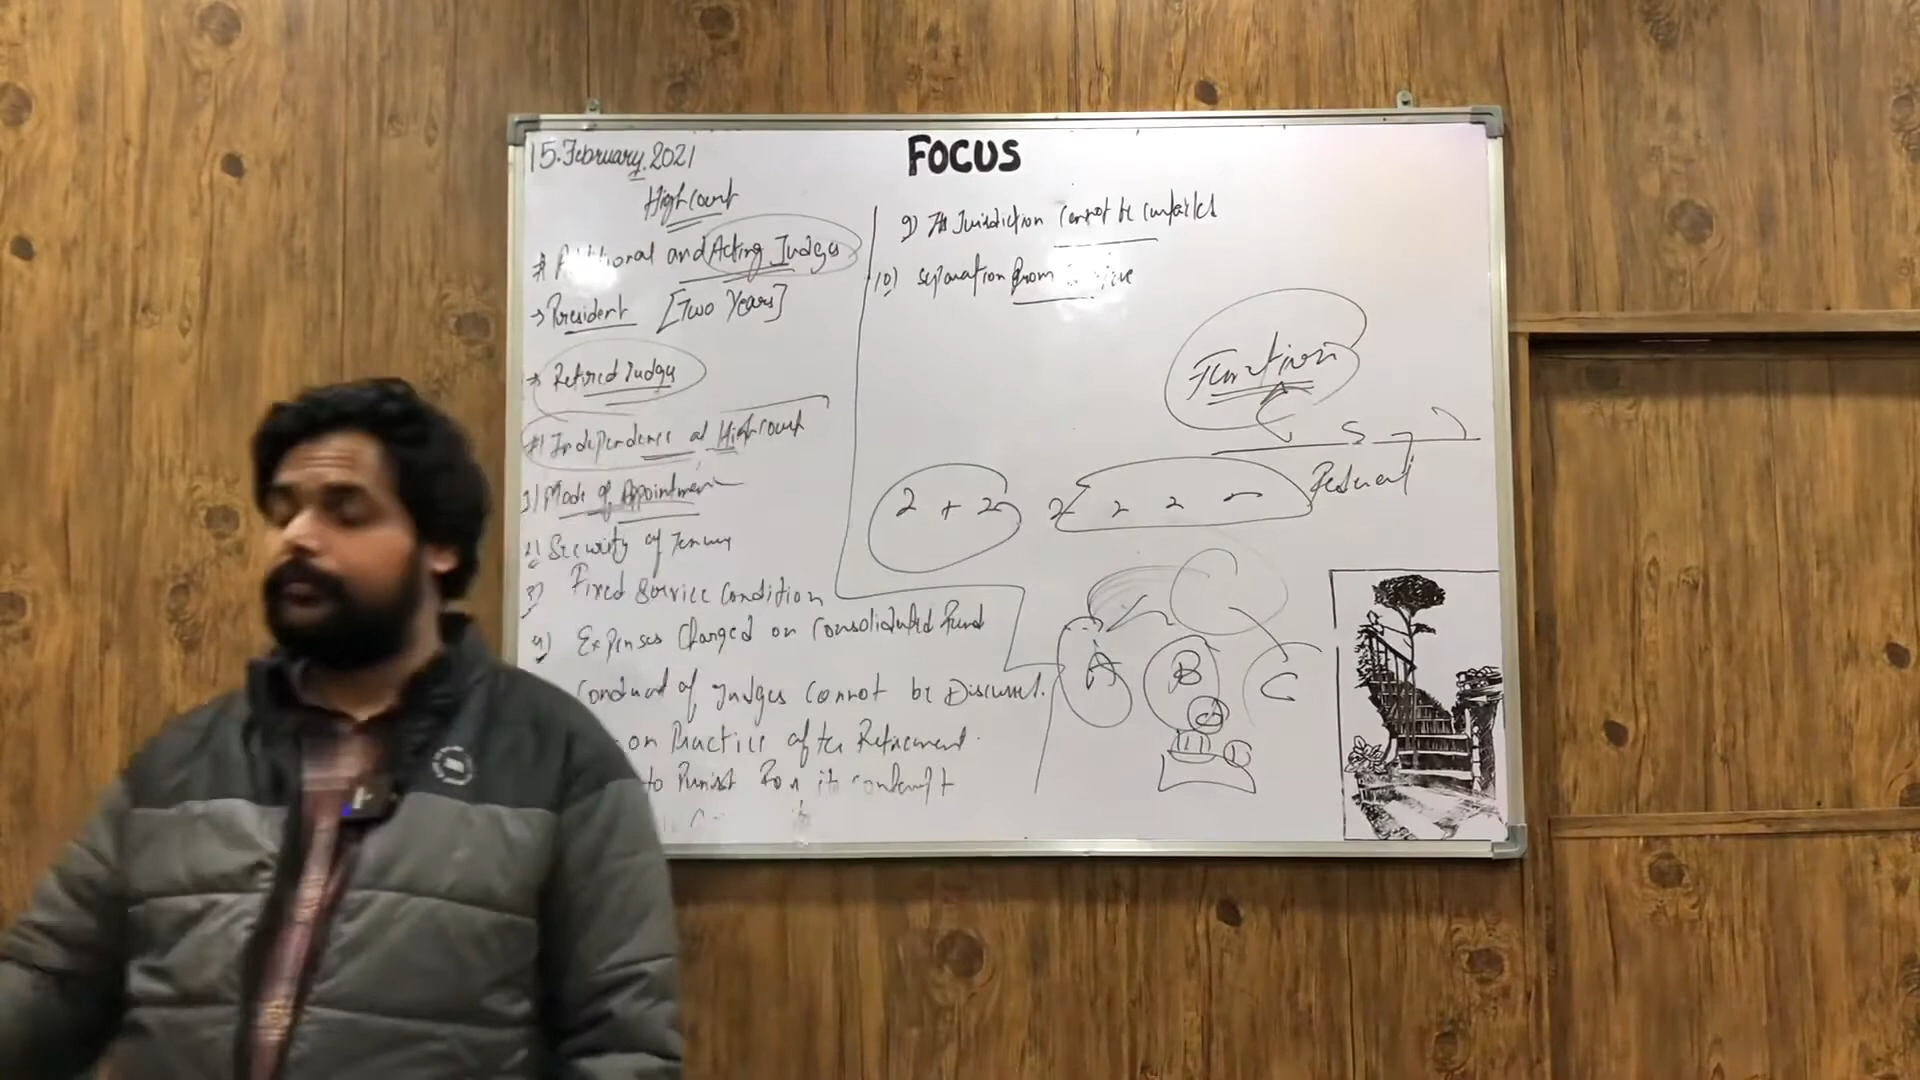 15.February.2021
FOCUS
High Court
# Additional and Acting Judges
→ President [Two Years]
→ Retired Judges
# Independence of High Court
1) Mode of Appointment
2) Security of Tenure
3) Fixed Service Condition
4) Expenses Charged on Consolidated Fund
Conduct of Judges Cannot be Discussed.
on Practice after Retirement.
to Punish For its contempt
9) Its Jurisdiction Cannot be Curtailed
10) Separation from
Function
2 + 2
2 2 2
A B C